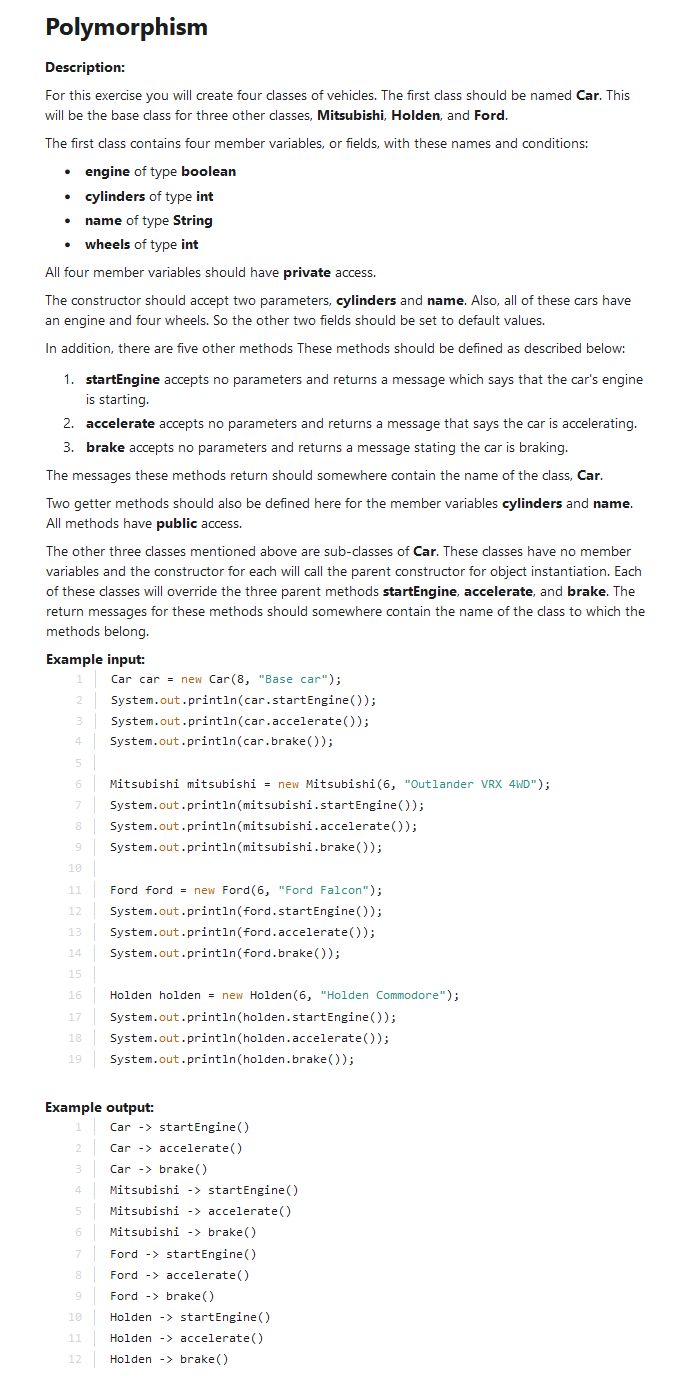 Polymorphism
Description:
For this exercise you will create four classes of vehicles. The first class should be named Car. This
will be the base class for three other classes, Mitsubishi, Holden, and Ford.
The first class contains four member variables, or fields, with these names and conditions:
• engine of type boolean
• cylinders of type int
• name of type String
• wheels of type int
All four member variables should have private access.
The constructor should accept two parameters, cylinders and name. Also, all of these cars have
an engine and four wheels. So the other two fields should be set to default values.
In addition, there are five other methods These methods should be defined as described below:
1. startEngine accepts no parameters and returns a message which says that the car's engine
is starting.
2. accelerate accepts no parameters and returns a message that says the car is accelerating.
3. brake accepts no parameters and returns a message stating the car is braking.
The messages these methods return should somewhere contain the name of the class, Car.
Two getter methods should also be defined here for the member variables cylinders and name.
All methods have public access.
The other three classes mentioned above are sub-classes of Car. These classes have no member
variables and the constructor for each will call the parent constructor for object instantiation. Each
of these classes will override the three parent methods startEngine, accelerate, and brake. The
return messages for these methods should somewhere contain the name of the class to which the
methods belong.
Example input:
1 Car car = new Car(8, "Base car");
2 System.out.println(car.startEngine());
3 System.out.println(car.accelerate());
4 System.out.println(car.brake());
5
6 Mitsubishi mitsubishi = new Mitsubishi(6, "Outlander VRX 4WD");
7 System.out.println(mitsubishi.startEngine());
8 System.out.println(mitsubishi.accelerate());
9 System.out.println(mitsubishi.brake());
10
11 Ford ford = new Ford(6, "Ford Falcon");
12 System.out.println(ford.startEngine());
13 System.out.println(ford.accelerate());
14 System.out.println(ford.brake());
15
16 Holden holden = new Holden(6, "Holden Commodore");
17 System.out.println(holden.startEngine());
18 System.out.println(holden.accelerate());
19 System.out.println(holden.brake());
Example output:
1 Car -> startEngine()
2 Car -> accelerate()
3 Car -> brake()
4 Mitsubishi -> startEngine()
5 Mitsubishi -> accelerate()
6 Mitsubishi -> brake()
7 Ford -> startEngine()
8 Ford -> accelerate()
9 Ford -> brake()
10 Holden -> startEngine()
11 Holden -> accelerate()
12 Holden -> brake()